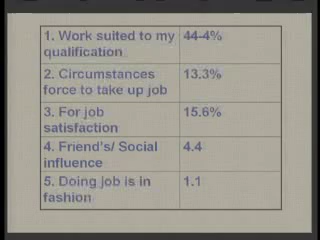 1. Work suited to my 44-4%
qualification
2. Circumstances 13.3%
force to take up job
3. For job 15.6%
satisfaction
4. Friend's/ Social 4.4
influence
5. Doing job is in 1.1
fashion